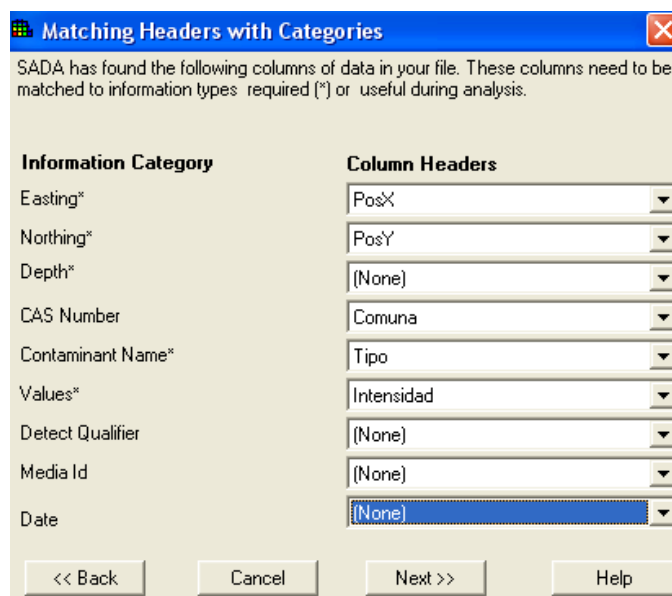 Matching Headers with Categories
SADA has found the following columns of data in your file. These columns need to be
matched to information types required (*) or useful during analysis.
Information Category Column Headers
Easting* PosX
Northing* PosY
Depth* (None)
CAS Number Comuna
Contaminant Name* Tipo
Values* Intensidad
Detect Qualifier (None)
Media Id (None)
Date (None)
<< Back Cancel Next >> Help